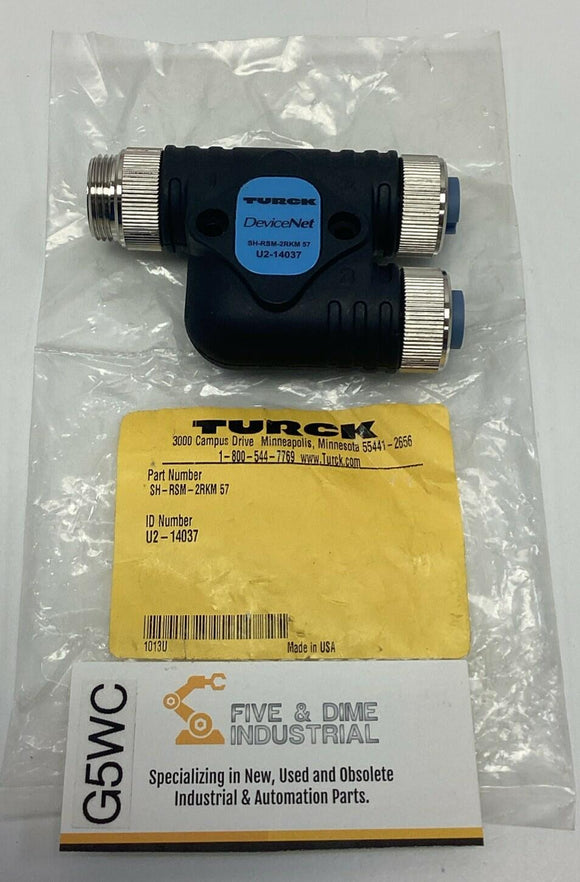 TURCK
DeviceNet
SH-RSM-2RKM 57
U2-14037
TURCK
3000 Campus Drive Minneapolis, Minnesota 55441-2656
1-800-544-7769 www.Turck.com
Part Number
SH-RSM-2RKM 57
ID Number
U2-14037
1013U Made in USA
G5WC
FIVE & DIME
INDUSTRIAL
Specializing in New, Used and Obsolete
Industrial & Automation Parts.